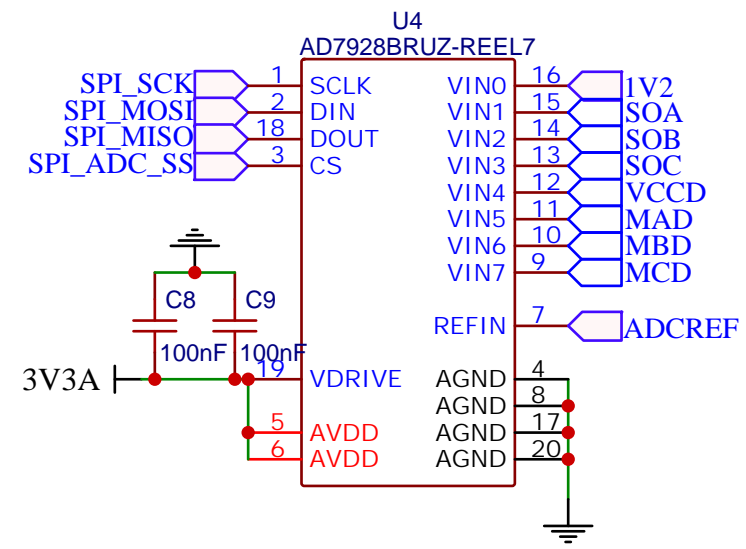 U4
AD7928BRUZ-REEL7
SPI_SCK 1 SCLK VIN0 16 1V2
SPI_MOSI 2 DIN VIN1 15 SOA
SPI_MISO 18 DOUT VIN2 14 SOB
SPI_ADC_SS 3 CS VIN3 13 SOC
VIN4 12 VCCD
VIN5 11 MAD
VIN6 10 MBD
VIN7 9 MCD
C8 C9
REFIN 7 ADCREF
100nF 100nF
3V3A 19 VDRIVE AGND 4
AGND 8
5 AVDD AGND 17
6 AVDD AGND 20